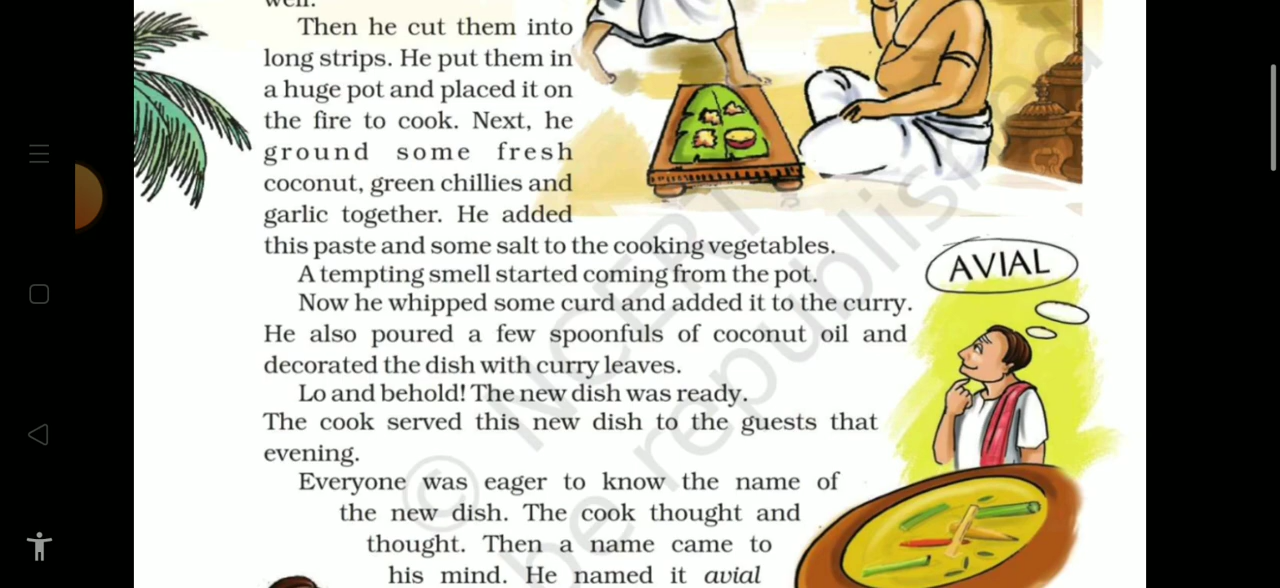 well.
Then he cut them into
long strips. He put them in
a huge pot and placed it on
the fire to cook. Next, he
ground some fresh
coconut, green chillies and
garlic together. He added
this paste and some salt to the cooking vegetables.
A tempting smell started coming from the pot.
Now he whipped some curd and added it to the curry.
He also poured a few spoonfuls of coconut oil and
decorated the dish with curry leaves.
Lo and behold! The new dish was ready.
The cook served this new dish to the guests that
evening.
Everyone was eager to know the name of
the new dish. The cook thought and
thought. Then a name came to
his mind. He named it avial
AVIAL
© NCERT
be republished